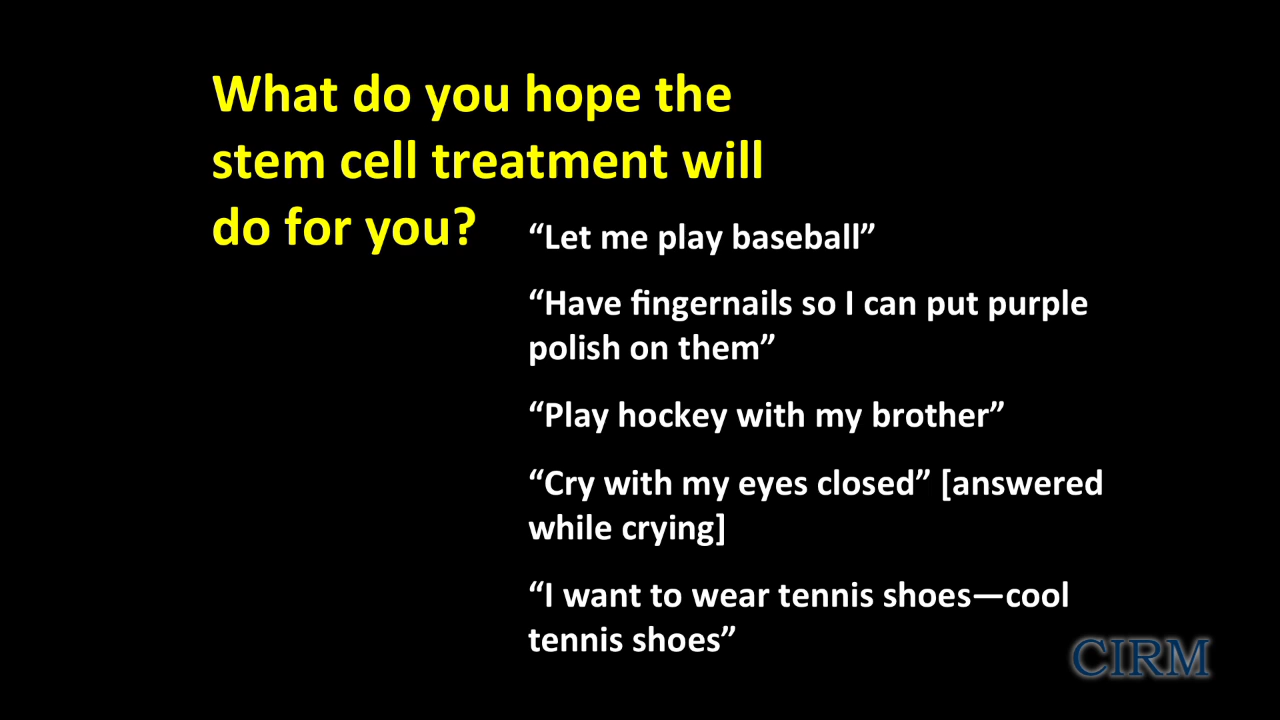 What do you hope the
stem cell treatment will
do for you?
“Let me play baseball”
“Have fingernails so I can put purple
polish on them”
“Play hockey with my brother”
“Cry with my eyes closed” [answered
while crying]
“I want to wear tennis shoes—cool
tennis shoes”
CIRM